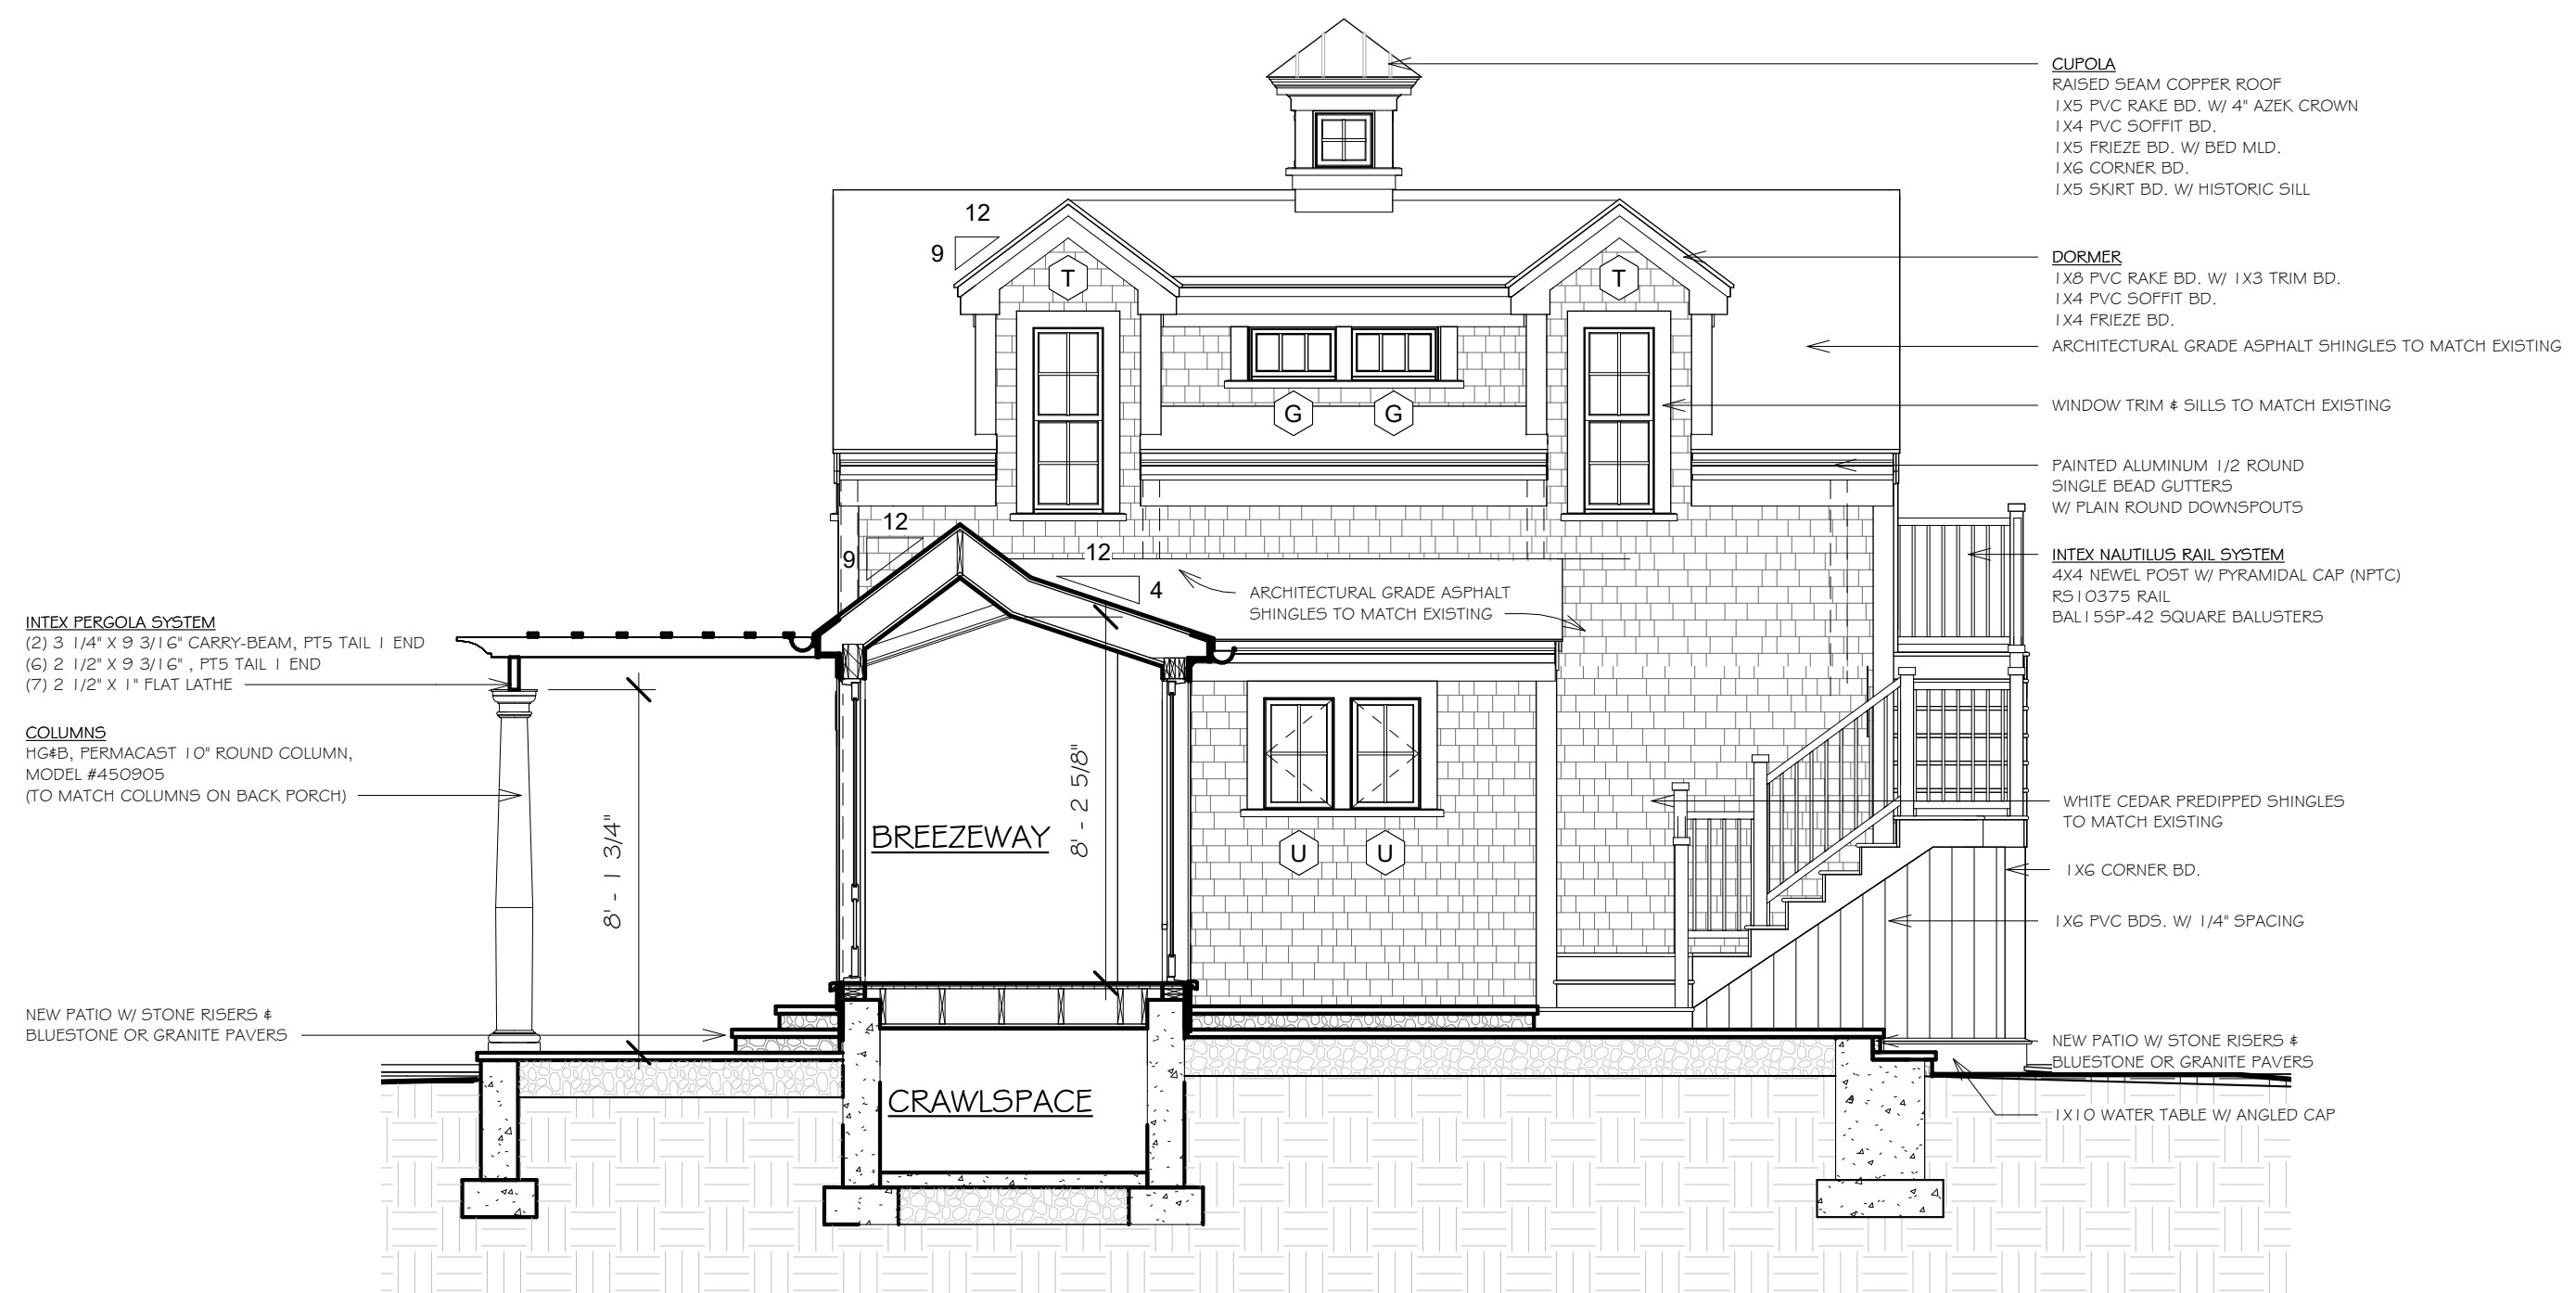 CUPOLA
RAISED SEAM COPPER ROOF
1X5 PVC RAKE BD. W/ 4" AZEK CROWN
1X4 PVC SOFFIT BD.
1X5 FRIEZE BD. W/ BED MLD.
1X6 CORNER BD.
1X5 SKIRT BD. W/ HISTORIC SILL
12
9
T
T
DORMER
1X8 PVC RAKE BD. W/ 1X3 TRIM BD.
1X4 PVC SOFFIT BD.
1X4 FRIEZE BD.
ARCHITECTURAL GRADE ASPHALT SHINGLES TO MATCH EXISTING
G
G
WINDOW TRIM & SILLS TO MATCH EXISTING
PAINTED ALUMINUM 1/2 ROUND
SINGLE BEAD GUTTERS
W/ PLAIN ROUND DOWNSPOUTS
12
9
12
4
INTEX NAUTILUS RAIL SYSTEM
4X4 NEWEL POST W/ PYRAMIDAL CAP (NPTC)
RS10375 RAIL
BAL15SP-42 SQUARE BALUSTERS
ARCHITECTURAL GRADE ASPHALT
SHINGLES TO MATCH EXISTING
INTEX PERGOLA SYSTEM
(2) 3 1/4" X 9 3/16" CARRY-BEAM, PT5 TAIL 1 END
(6) 2 1/2" X 9 3/16" , PT5 TAIL 1 END
(7) 2 1/2" X 1" FLAT LATHE
COLUMNS
HG&B, PERMACAST 10" ROUND COLUMN,
MODEL #450905
(TO MATCH COLUMNS ON BACK PORCH)
8' - 1 3/4"
BREEZEWAY
8' - 2 5/8"
U
U
WHITE CEDAR PREDIPPED SHINGLES
TO MATCH EXISTING
1X6 CORNER BD.
1X6 PVC BDS. W/ 1/4" SPACING
NEW PATIO W/ STONE RISERS &
BLUESTONE OR GRANITE PAVERS
NEW PATIO W/ STONE RISERS &
BLUESTONE OR GRANITE PAVERS
CRAWLSPACE
1X10 WATER TABLE W/ ANGLED CAP